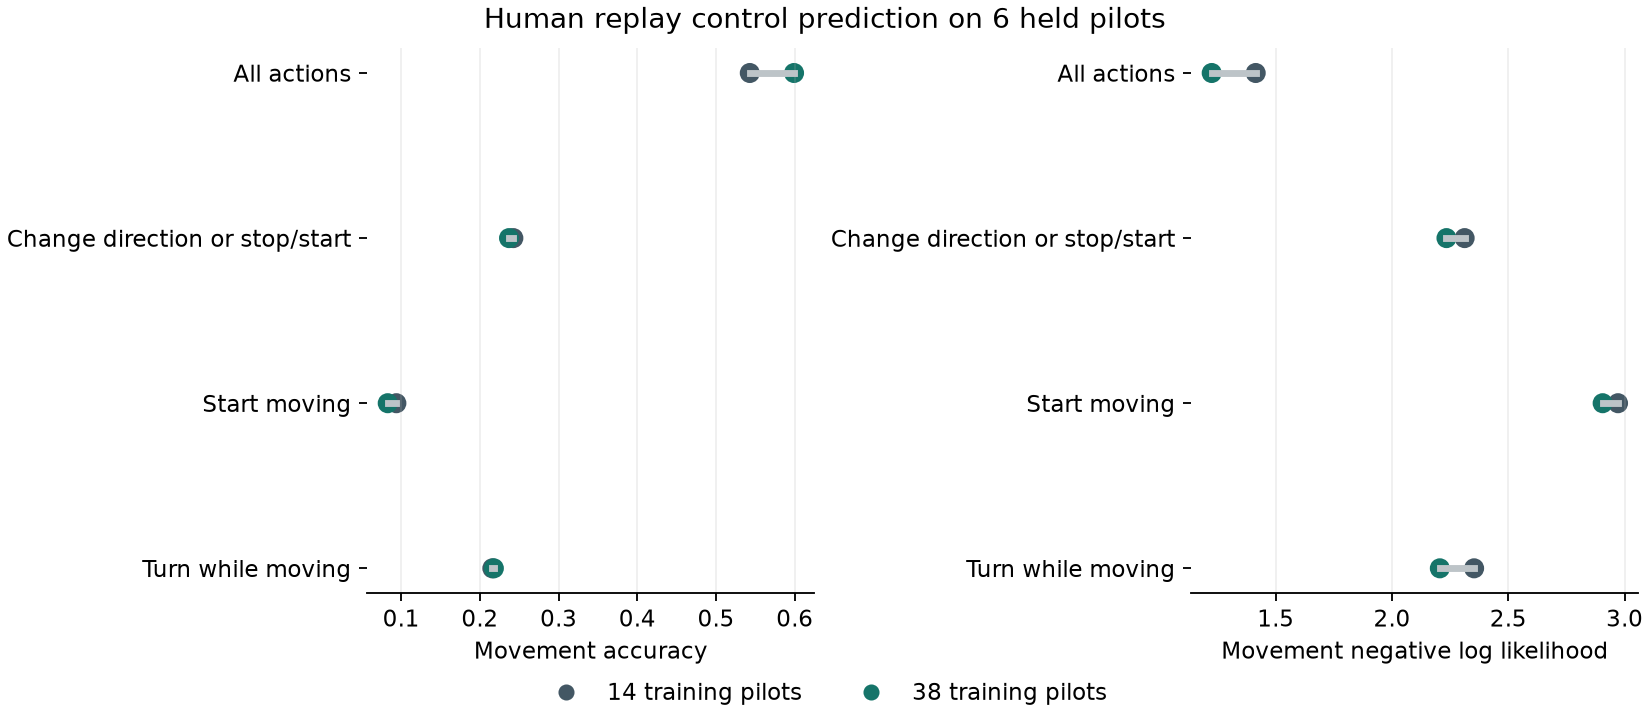 Human replay control prediction on 6 held pilots
All actions
Change direction or stop/start
Start moving
Turn while moving
0.1 0.2 0.3 0.4 0.5 0.6
Movement accuracy
All actions
Change direction or stop/start
Start moving
Turn while moving
1.5 2.0 2.5 3.0
Movement negative log likelihood
14 training pilots 38 training pilots